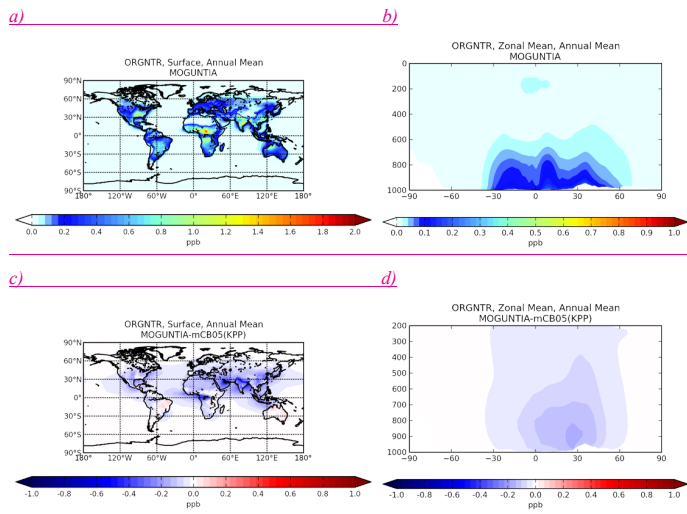 a)
ORGNTR, Surface, Annual Mean
MOGUNTIA
90°N
60°N
30°N
0°
30°S
60°S
90°S
180° 120°W 60°W 0° 60°E 120°E 180°
0.0 0.2 0.4 0.6 0.8 1.0 1.2 1.4 1.6 1.8 2.0
ppb
b)
ORGNTR, Zonal Mean, Annual Mean
MOGUNTIA
0
200
400
600
800
1000
−90 −60 −30 0 30 60 90
0.0 0.1 0.2 0.3 0.4 0.5 0.6 0.7 0.8 0.9 1.0
ppb
c)
ORGNTR, Surface, Annual Mean
MOGUNTIA-mCB05(KPP)
90°N
60°N
30°N
0°
30°S
60°S
90°S
180° 120°W 60°W 0° 60°E 120°E 180°
-1.0 -0.8 -0.6 -0.4 -0.2 0.0 0.2 0.4 0.6 0.8 1.0
ppb
d)
ORGNTR, Zonal Mean, Annual Mean
MOGUNTIA-mCB05(KPP)
200
300
400
500
600
700
800
900
1000
−90 −60 −30 0 30 60 90
-1.0 -0.8 -0.6 -0.4 -0.2 0.0 0.2 0.4 0.6 0.8 1.0
ppb